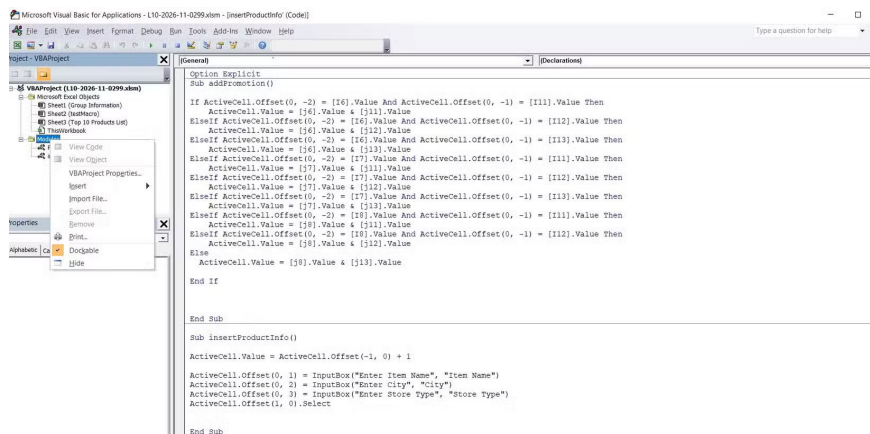 Microsoft Visual Basic for Applications - L10-2026-11-0299.xlsm - [insertProductInfo' (Code)]
File Edit View Insert Format Debug Run Tools Add-Ins Window Help
Type a question for help
Project - VBAProject
(General)
(Declarations)
VBAProject (L10-2026-11-0299.xlsm)
Microsoft Excel Objects
Sheet1 (Group Information)
Sheet2 (testMacro)
Sheet3 (Top 10 Products List)
ThisWorkbook
View Code
View Object
VBAProject Properties...
Insert
Import File...
Export File...
Remove
Print...
Dockable
Hide
Properties
Alphabetic
Option Explicit
Sub addPromotion()
If ActiveCell.Offset(0, -2) = [I6].Value And ActiveCell.Offset(0, -1) = [I11].Value Then
ActiveCell.Value = [j6].Value & [j11].Value
ElseIf ActiveCell.Offset(0, -2) = [I6].Value And ActiveCell.Offset(0, -1) = [I12].Value Then
ActiveCell.Value = [j6].Value & [j12].Value
ElseIf ActiveCell.Offset(0, -2) = [I6].Value And ActiveCell.Offset(0, -1) = [I13].Value Then
ActiveCell.Value = [j6].Value & [j13].Value
ElseIf ActiveCell.Offset(0, -2) = [I7].Value And ActiveCell.Offset(0, -1) = [I11].Value Then
ActiveCell.Value = [j7].Value & [j11].Value
ElseIf ActiveCell.Offset(0, -2) = [I7].Value And ActiveCell.Offset(0, -1) = [I12].Value Then
ActiveCell.Value = [j7].Value & [j12].Value
ElseIf ActiveCell.Offset(0, -2) = [I7].Value And ActiveCell.Offset(0, -1) = [I13].Value Then
ActiveCell.Value = [j7].Value & [j13].Value
ElseIf ActiveCell.Offset(0, -2) = [I8].Value And ActiveCell.Offset(0, -1) = [I11].Value Then
ActiveCell.Value = [j8].Value & [j11].Value
ElseIf ActiveCell.Offset(0, -2) = [I8].Value And ActiveCell.Offset(0, -1) = [I12].Value Then
ActiveCell.Value = [j8].Value & [j12].Value
Else
ActiveCell.Value = [j8].Value & [j13].Value
End If
End Sub
Sub insertProductInfo()
ActiveCell.Value = ActiveCell.Offset(-1, 0) + 1
ActiveCell.Offset(0, 1) = InputBox("Enter Item Name", "Item Name")
ActiveCell.Offset(0, 2) = InputBox("Enter City", "City")
ActiveCell.Offset(0, 3) = InputBox("Enter Store Type", "Store Type")
ActiveCell.Offset(1, 0).Select
End Sub